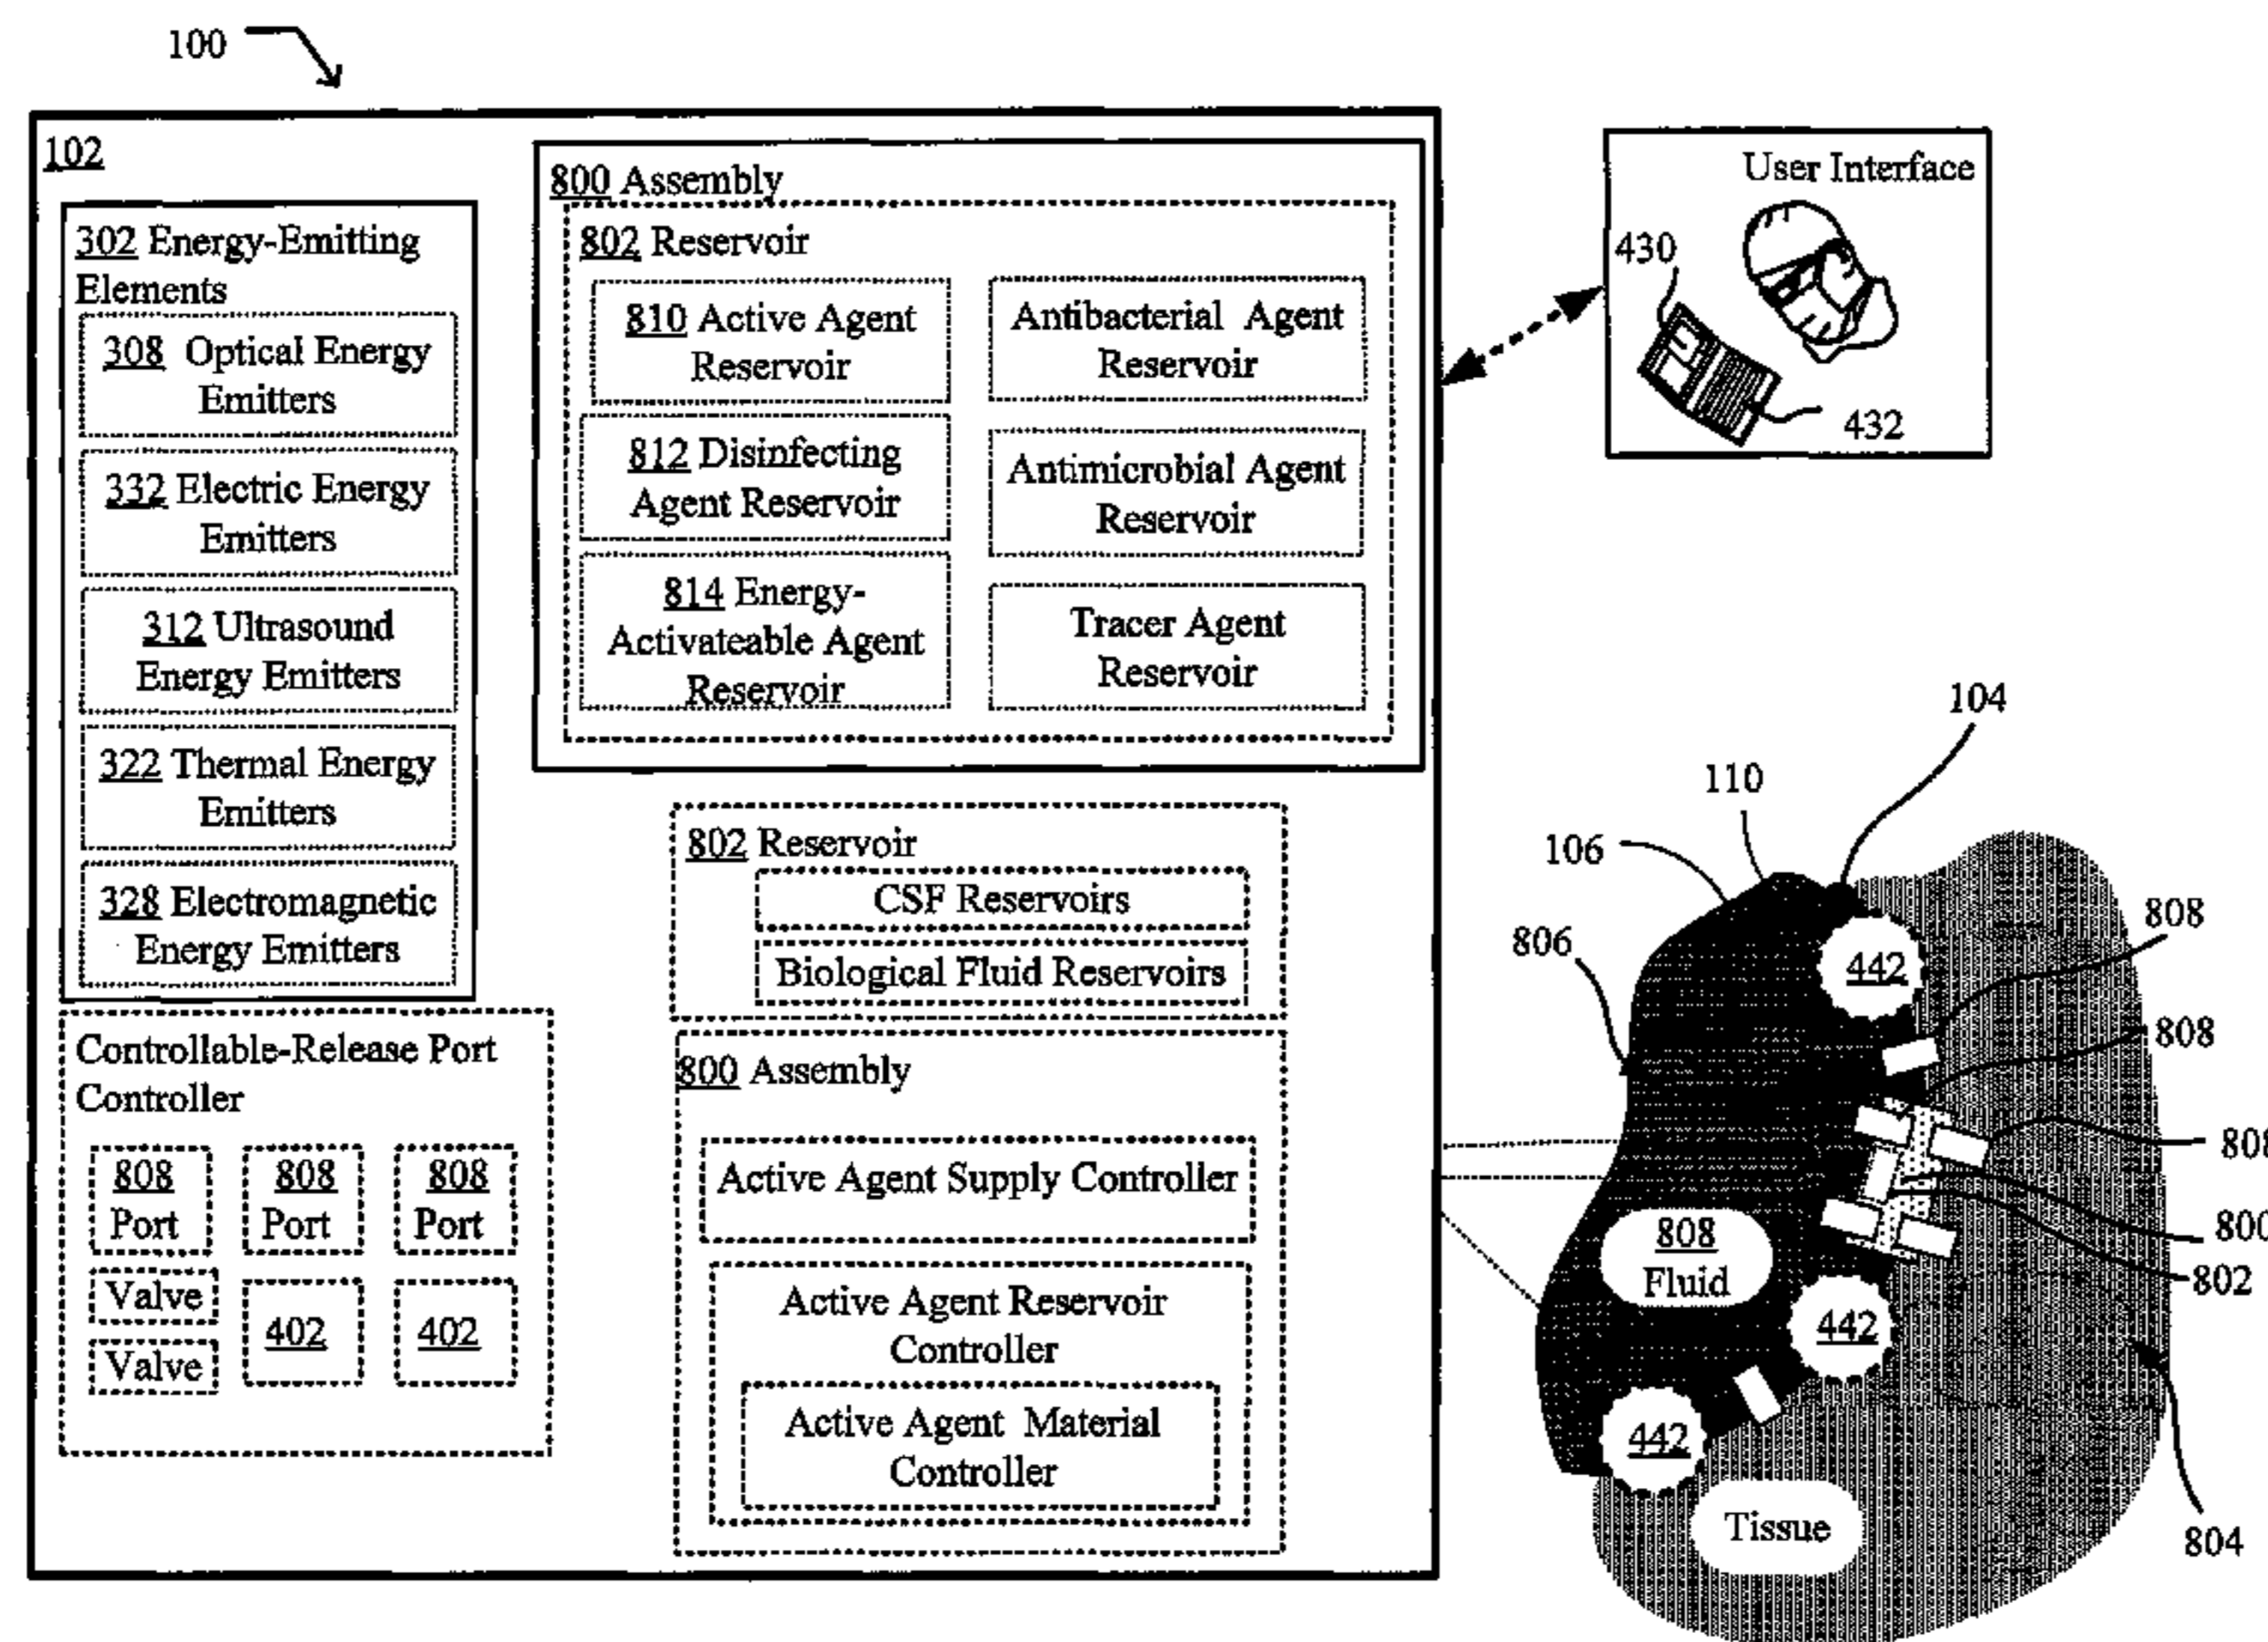 100
102
302 Energy-Emitting
Elements
308 Optical Energy
Emitters
332 Electric Energy
Emitters
312 Ultrasound
Energy Emitters
322 Thermal Energy
Emitters
328 Electromagnetic
Energy Emitters
Controllable-Release Port
Controller
808
Port
808
Port
808
Port
Valve
Valve
402
402
800 Assembly
802 Reservoir
810 Active Agent
Reservoir
812 Disinfecting
Agent Reservoir
814 Energy-
Activateable Agent
Reservoir
Antibacterial Agent
Reservoir
Antimicrobial Agent
Reservoir
Tracer Agent
Reservoir
802 Reservoir
CSF Reservoirs
Biological Fluid Reservoirs
800 Assembly
Active Agent Supply Controller
Active Agent Reservoir
Controller
Active Agent Material
Controller
User Interface
430
432
104
110
106
806
442
808
808
808
800
802
808
Fluid
442
442
Tissue
804